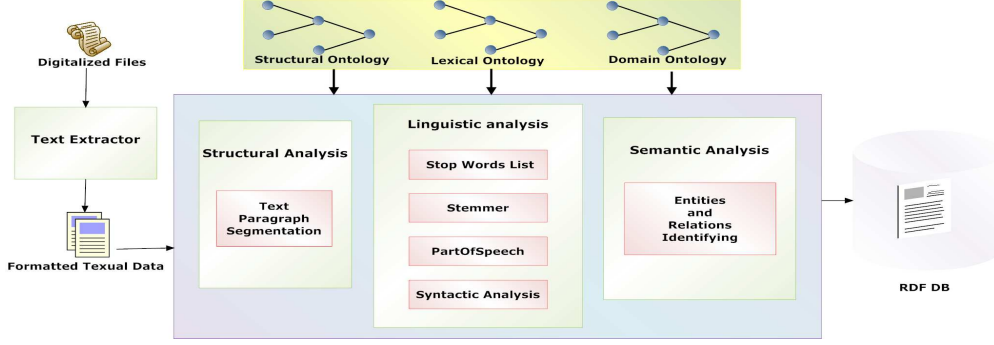 Digitalized Files
Text Extractor
Formatted Texual Data
Structural Ontology
Lexical Ontology
Domain Ontology
Structural Analysis
Text
Paragraph
Segmentation
Linguistic analysis
Stop Words List
Stemmer
PartOfSpeech
Syntactic Analysis
Semantic Analysis
Entities
and
Relations
Identifying
RDF DB